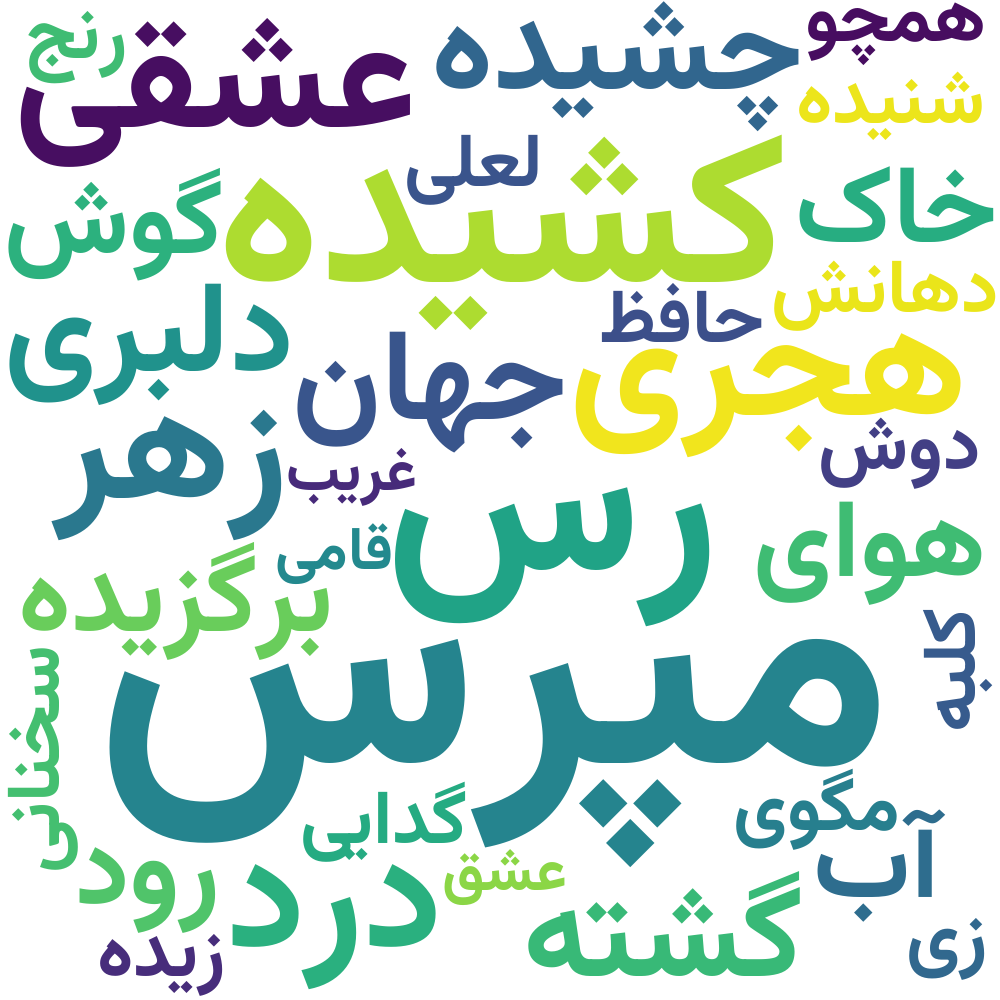 همچو
چشیده
عشقی
رنج
شنیده
لعلی
کشیده
خاک
گوش
دهانش
حافظ
دلبری
جهان
هجری
زهر
دوش
غریب
رس
هوای
قامی
برگزیده
کلبه
مپرس
سخنانی
مگوی
گدایی
آب
رود
درد
عشق
گشته
زی
زیده